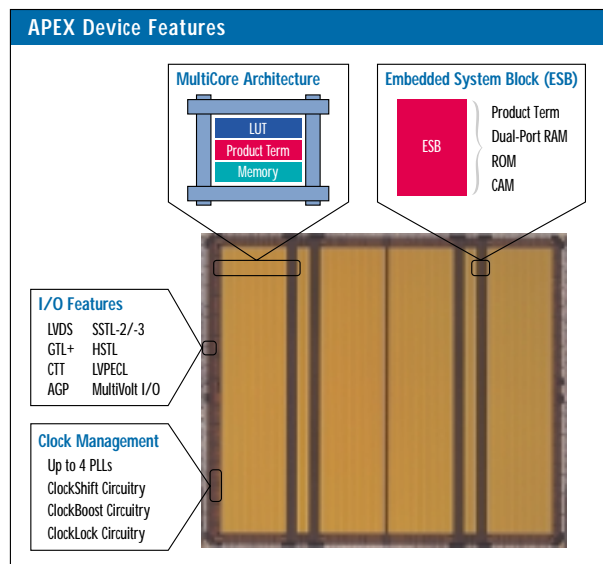 APEX Device Features
MultiCore Architecture
LUT
Product Term
Memory
Embedded System Block (ESB)
ESB
Product Term
Dual-Port RAM
ROM
CAM
I/O Features
LVDS SSTL-2/-3
GTL+ HSTL
CTT LVPECL
AGP MultiVolt I/O
Clock Management
Up to 4 PLLs
ClockShift Circuitry
ClockBoost Circuitry
ClockLock Circuitry